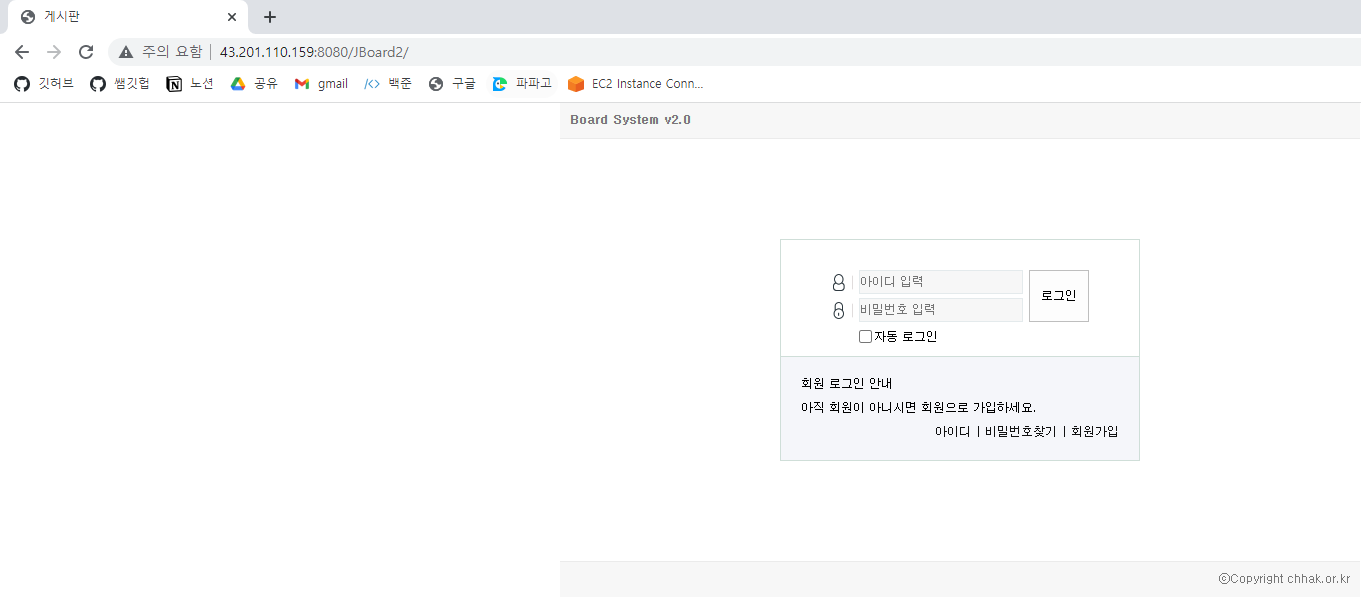 게시판
주의 요함 43.201.110.159:8080/JBoard2/
깃허브 쌤깃헙 노션 공유 gmail 백준 구글 파파고 EC2 Instance Conn...
Board System v2.0
아이디 입력
비밀번호 입력
로그인
자동 로그인
회원 로그인 안내
아직 회원이 아니시면 회원으로 가입하세요.
아이디 | 비밀번호찾기 | 회원가입
ⓒCopyright chhak.or.kr